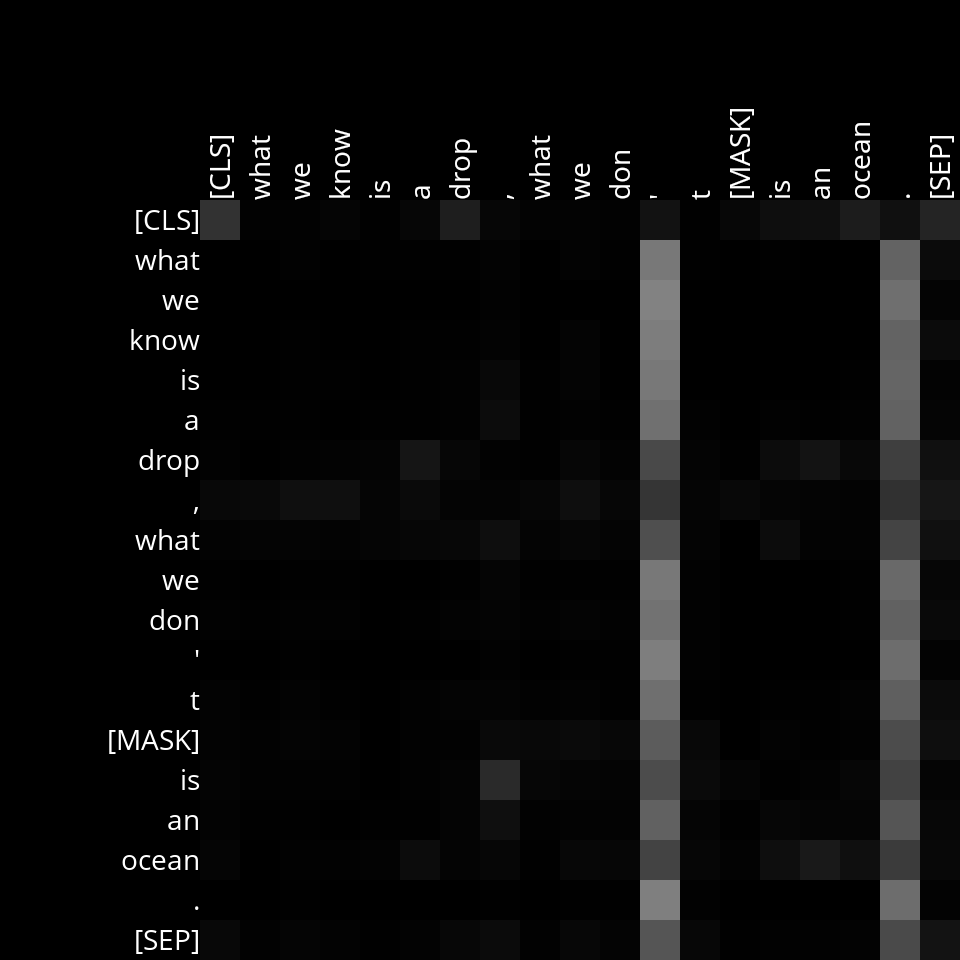 [CLS] what we know is a drop , what we don ' t [MASK] is an ocean . [SEP]
[CLS]
what
we
know
is
a
drop
,
what
we
don
'
t
[MASK]
is
an
ocean
.
[SEP]